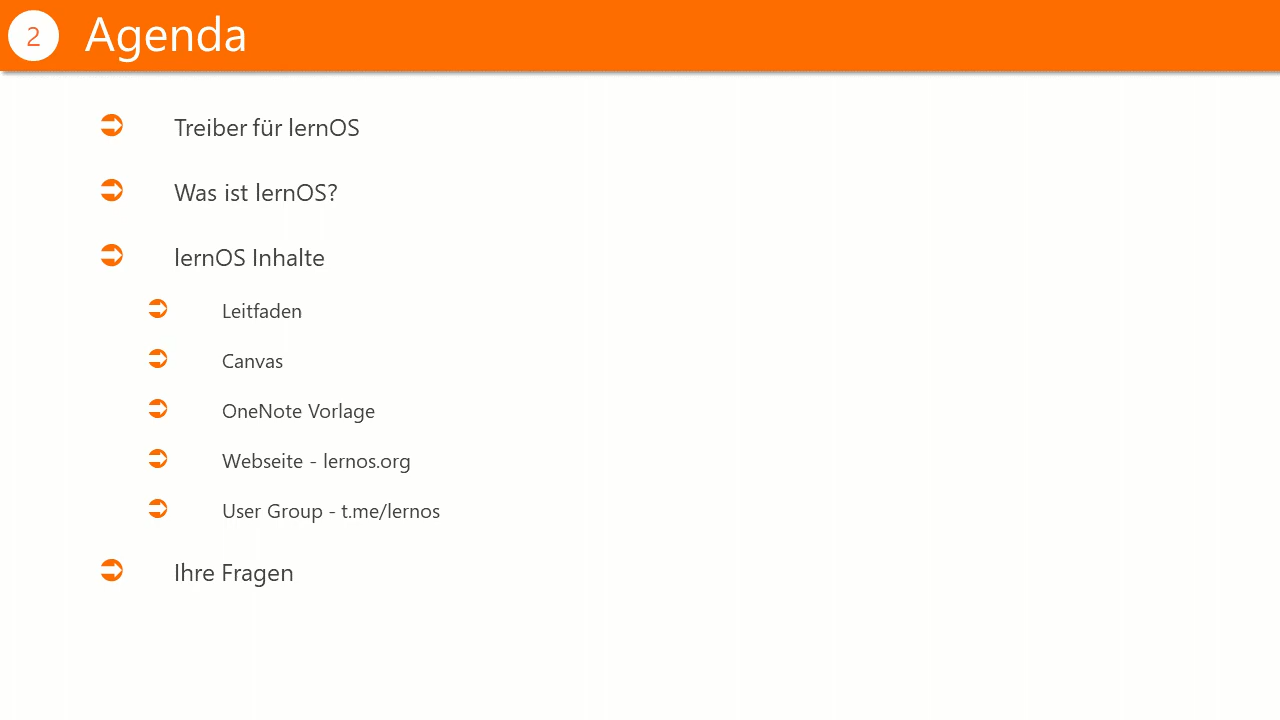 2 Agenda
Treiber für lernOS
Was ist lernOS?
lernOS Inhalte
Leitfaden
Canvas
OneNote Vorlage
Webseite - lernos.org
User Group - t.me/lernos
Ihre Fragen